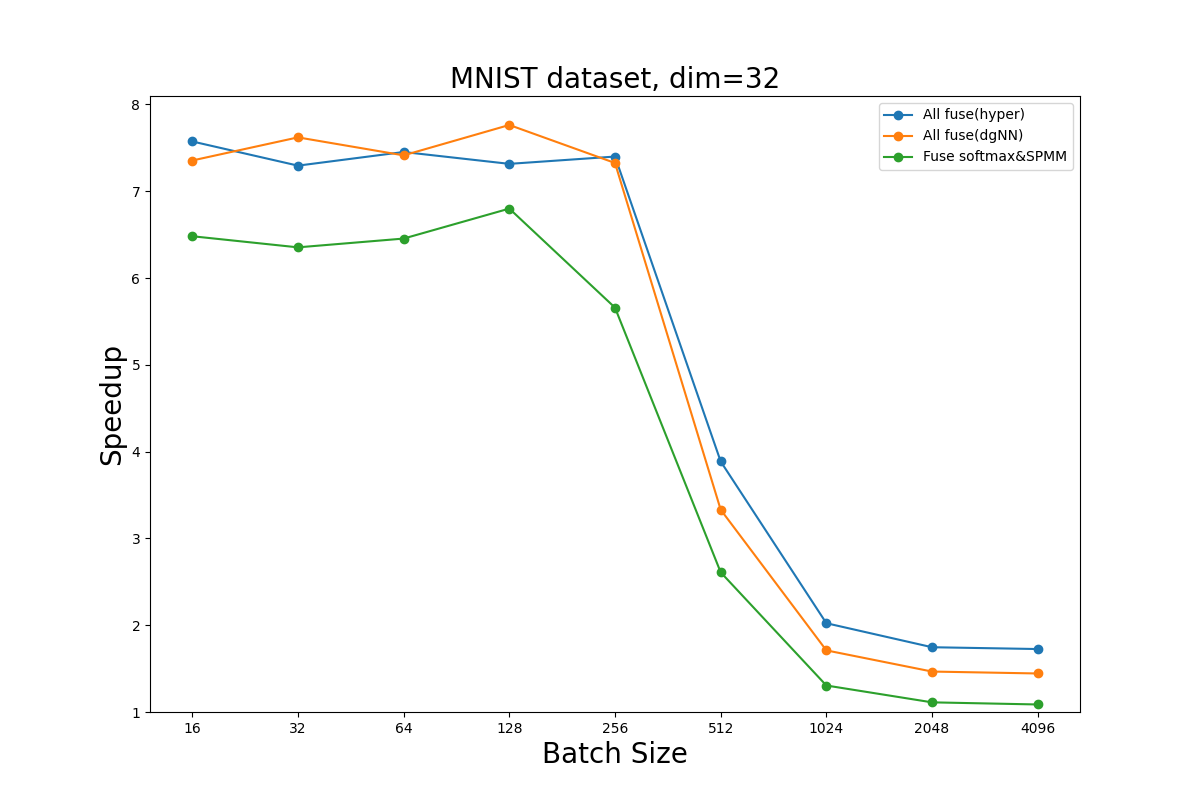 MNIST dataset, dim=32
8
7
6
5
4
3
2
1
Speedup
All fuse(hyper)
All fuse(dgNN)
Fuse softmax&SPMM
16 32 64 128 256 512 1024 2048 4096
Batch Size